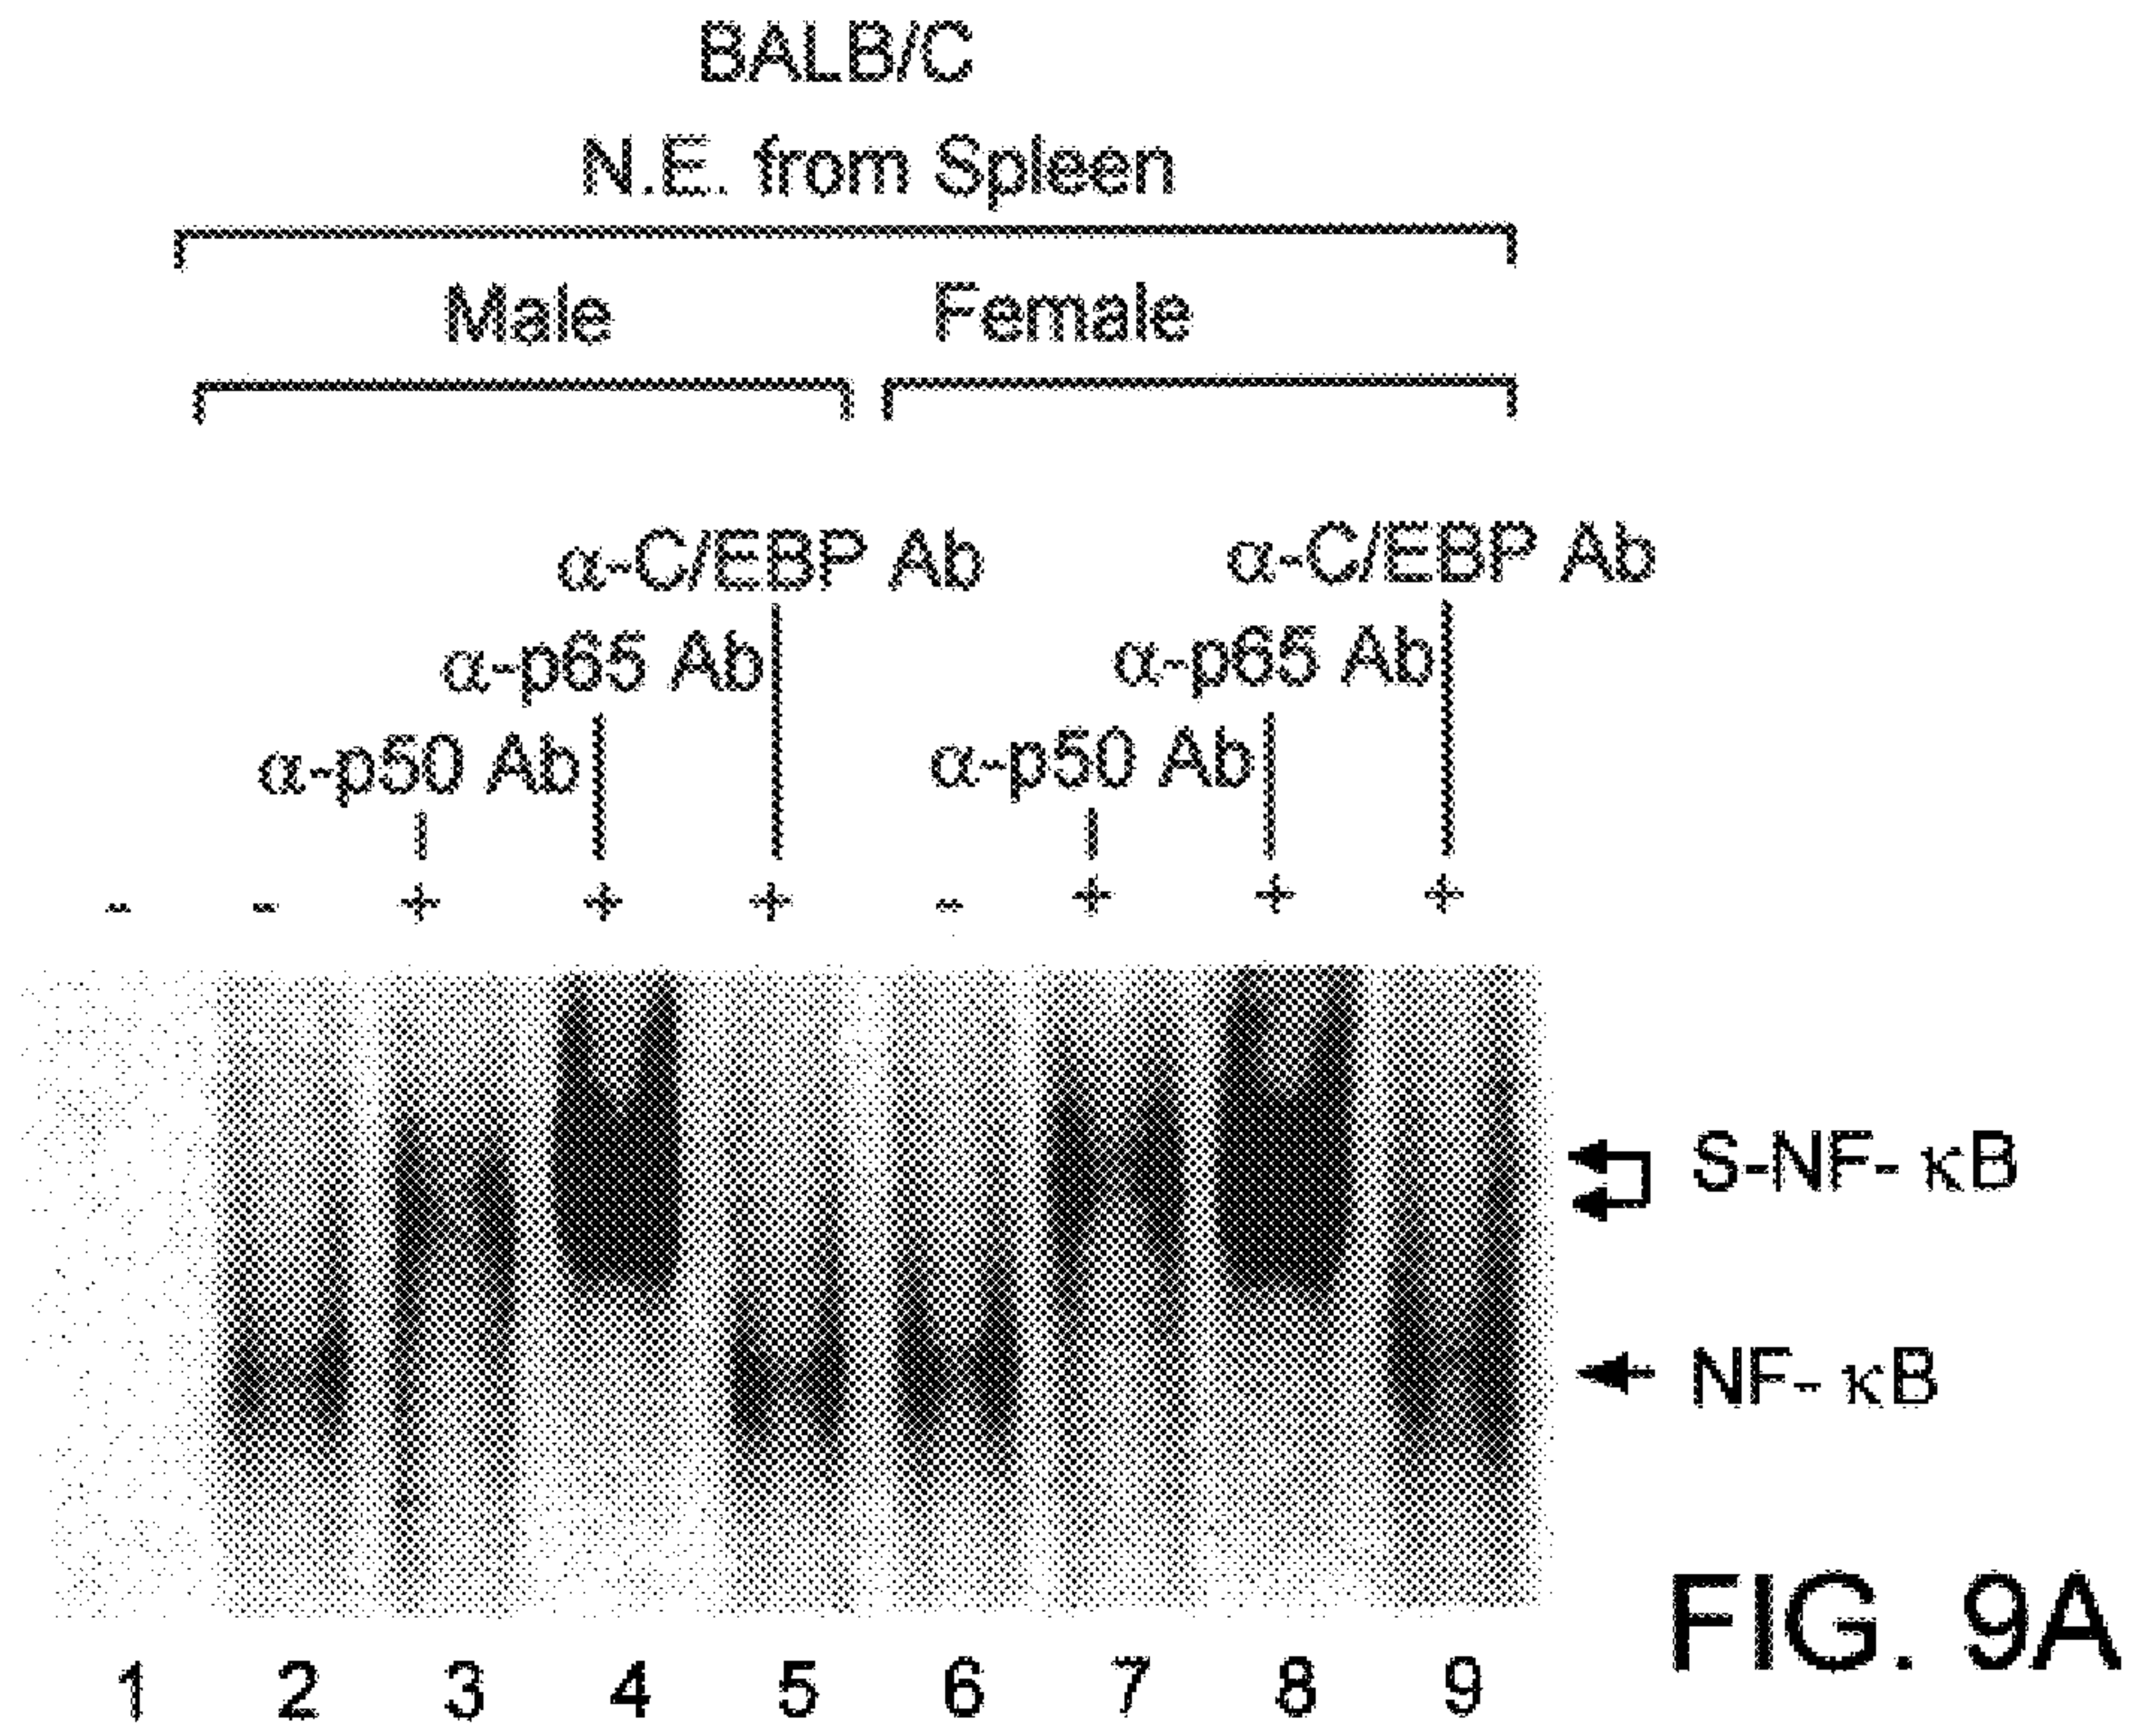 BALB/C
N.E. from Spleen
Male Female
α-C/EBP Ab α-C/EBP Ab
α-p65 Ab α-p65 Ab
α-p50 Ab α-p50 Ab
- - + + + - + + +
S-NF-κB
NF-κB
FIG. 9A
1 2 3 4 5 6 7 8 9